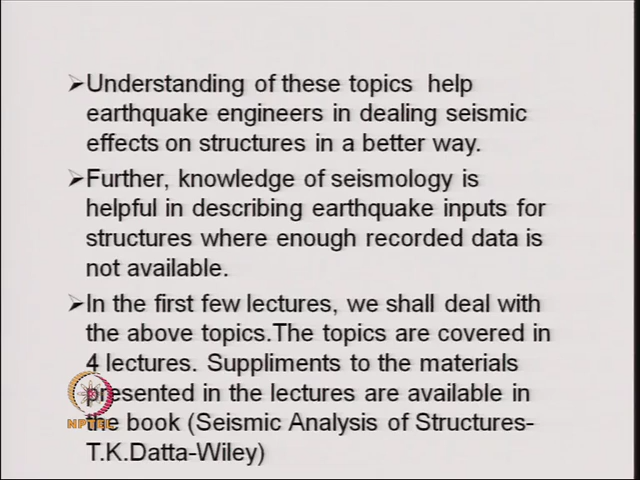 ➢Understanding of these topics help
earthquake engineers in dealing seismic
effects on structures in a better way.
➢Further, knowledge of seismology is
helpful in describing earthquake inputs for
structures where enough recorded data is
not available.
➢In the first few lectures, we shall deal with
the above topics.The topics are covered in
4 lectures. Suppliments to the materials
presented in the lectures are available in
the book (Seismic Analysis of Structures-
T.K.Datta-Wiley)
NPTEL